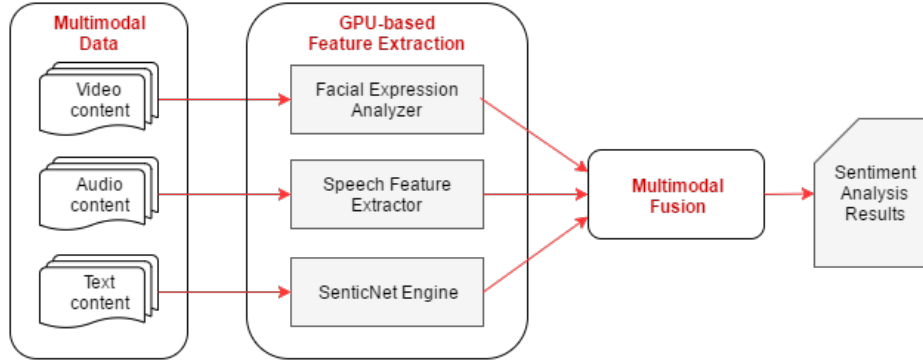 Multimodal
Data
Video
content
Audio
content
Text
content
GPU-based
Feature Extraction
Facial Expression
Analyzer
Speech Feature
Extractor
SenticNet Engine
Multimodal
Fusion
Sentiment
Analysis
Results